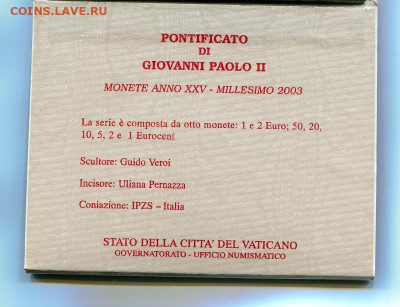 COINS.LAVE.RU
PONTIFICATO
DI
GIOVANNI PAOLO II
MONETE ANNO XXV - MILLESIMO 2003
La serie è composta da otto monete: 1 e 2 Euro; 50, 20,
10, 5, 2 e 1 Eurocent
Scultore: Guido Veroi
Incisore: Uliana Pernazza
Coniazione: IPZS – Italia
STATO DELLA CITTA' DEL VATICANO
GOVERNATORATO - UFFICIO NUMISMATICO